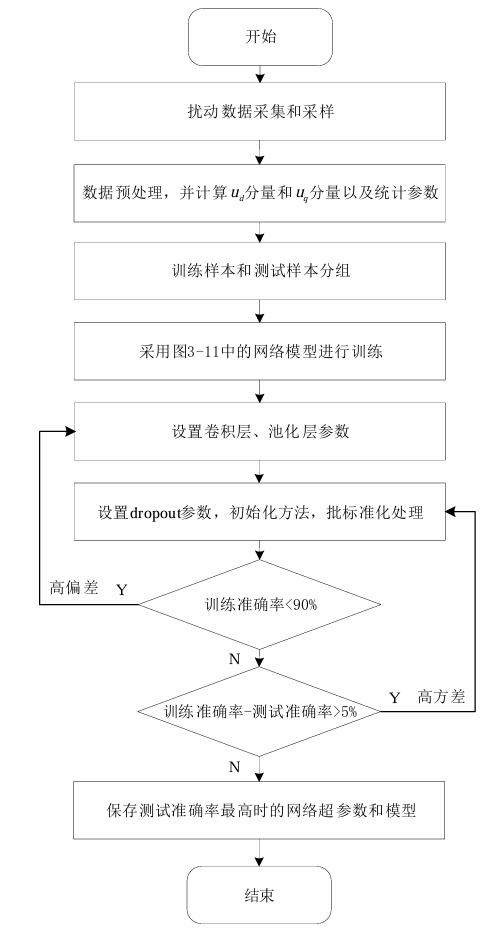 开始
扰动数据采集和采样
数据预处理，并计算u_d分量和u_q分量以及统计参数
训练样本和测试样本分组
采用图3-11中的网络模型进行训练
设置卷积层、池化层参数
设置dropout参数，初始化方法，批标准化处理
高偏差 Y
训练准确率<90%
N
训练准确率-测试准确率>5%
Y 高方差
N
保存测试准确率最高时的网络超参数和模型
结束